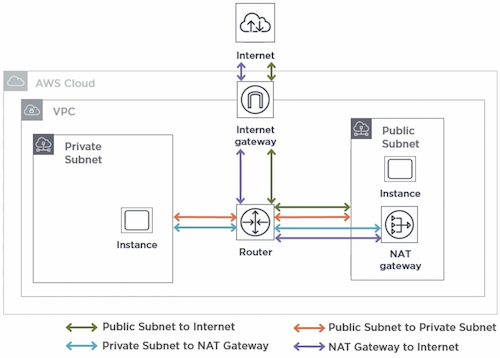 Internet
AWS Cloud
VPC
Internet
gateway
Private
Subnet
Public
Subnet
Instance
Instance
Router
NAT
gateway
Public Subnet to Internet
Public Subnet to Private Subnet
Private Subnet to NAT Gateway
NAT Gateway to Internet